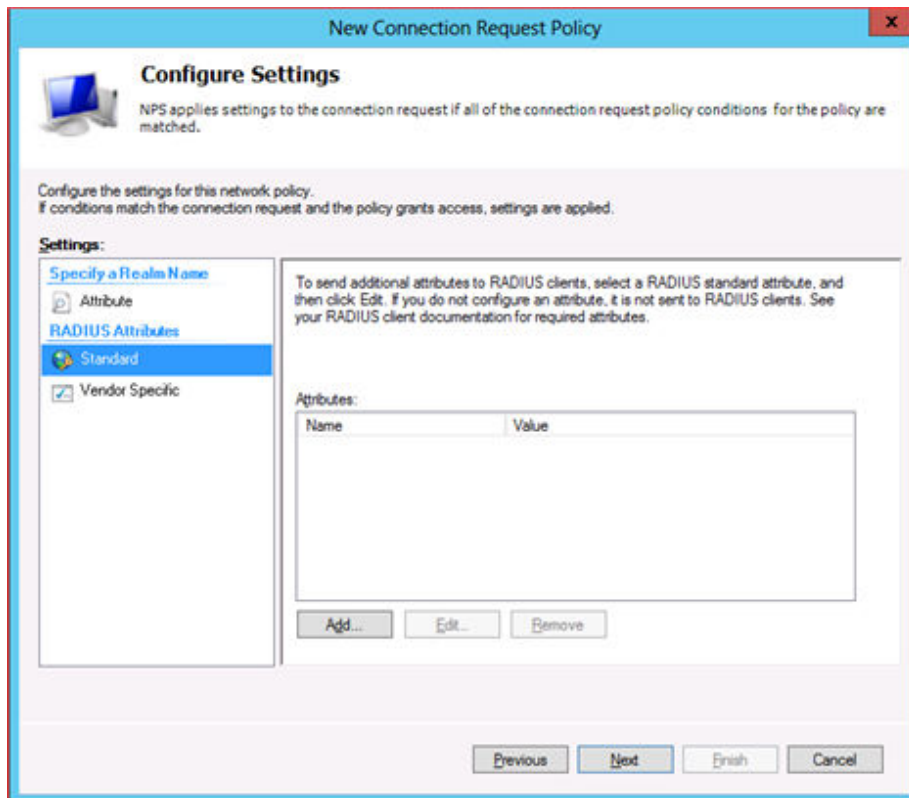 New Connection Request Policy
x
Configure Settings
NPS applies settings to the connection request if all of the connection request policy conditions for the policy are
matched.
Configure the settings for this network policy.
If conditions match the connection request and the policy grants access, settings are applied.
Settings:
Specify a Realm Name
Attribute
RADIUS Attributes
Standard
Vendor Specific
To send additional attributes to RADIUS clients, select a RADIUS standard attribute, and
then click Edit. If you do not configure an attribute, it is not sent to RADIUS clients. See
your RADIUS client documentation for required attributes.
Attributes:
Name Value
Add... Edit... Remove
Previous Next Finish Cancel